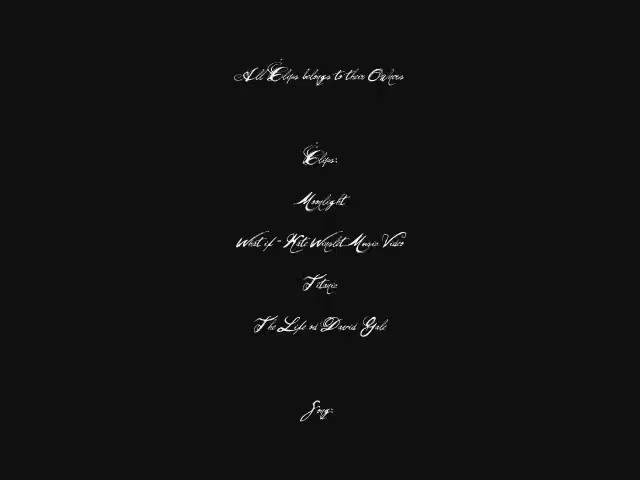 All Clips belongs to their Owners
Clips:
Moonlight
What if - Kate Winslet Music Video
Titanic
The Life od David Gale
Song: